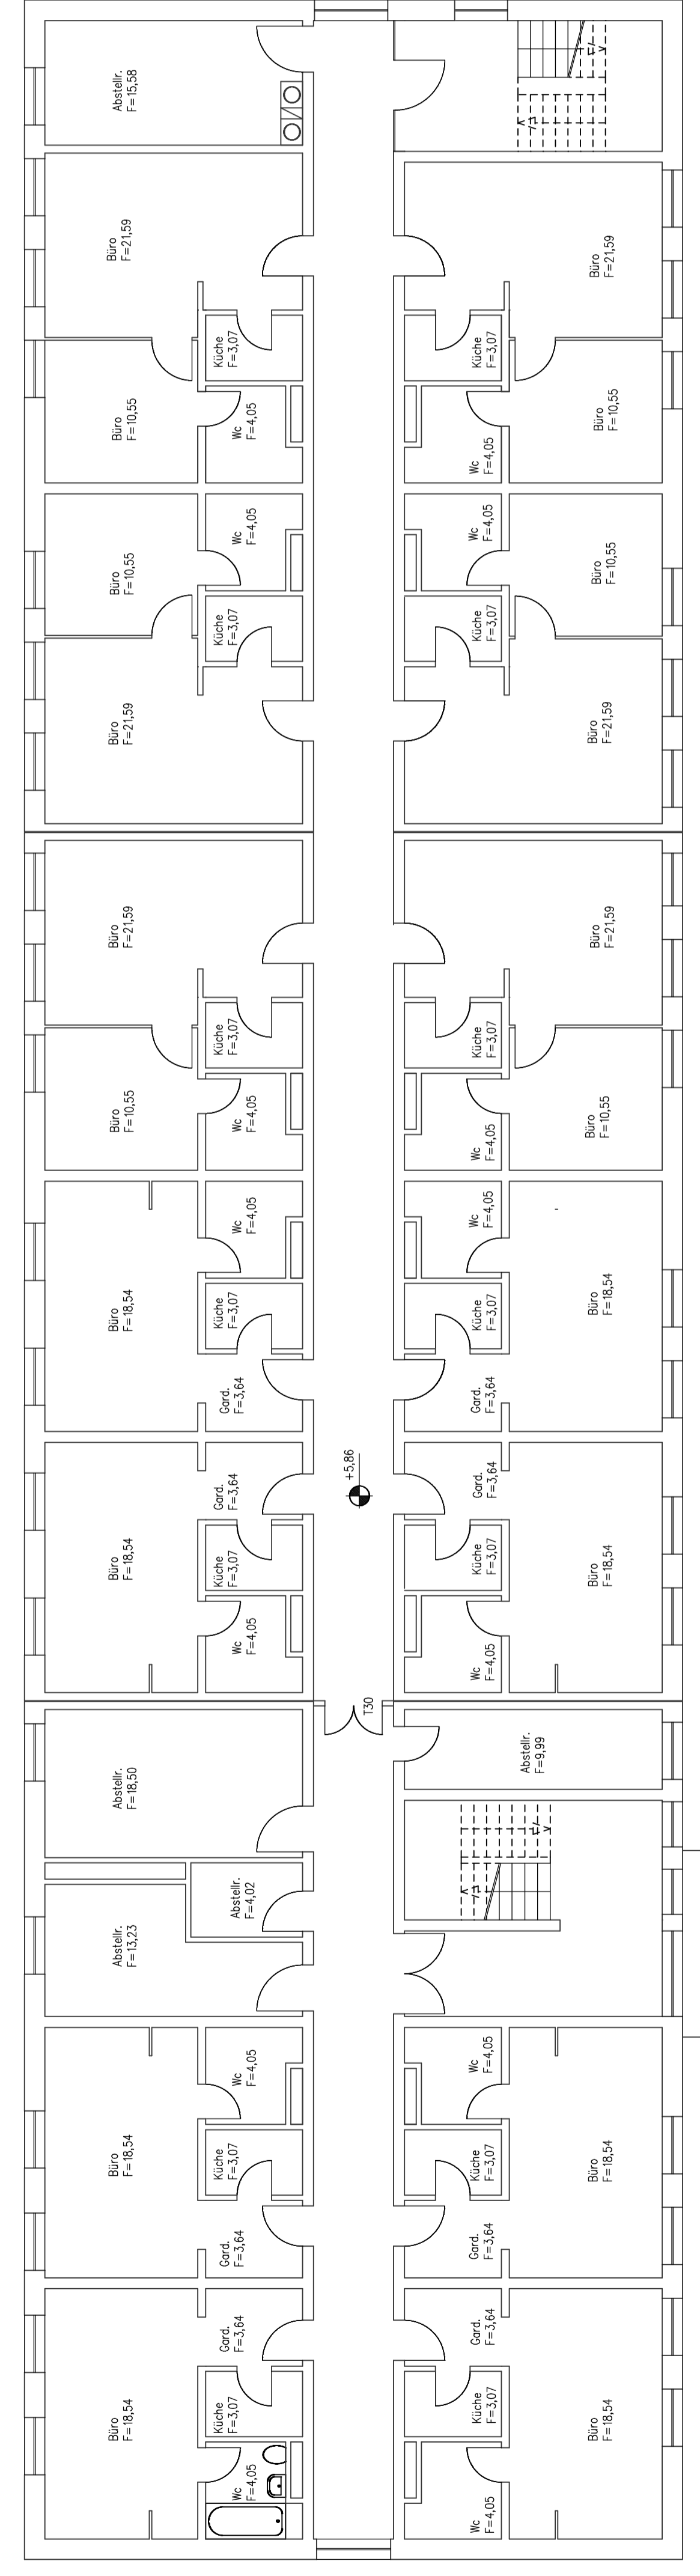 Abstellr.
F=15,58
Büro
F=21,59
Büro
F=21,59
Küche
F=3,07
Küche
F=3,07
Büro
F=10,55
Wc
F=4,05
Wc
F=4,05
Büro
F=10,55
Büro
F=10,55
Wc
F=4,05
Wc
F=4,05
Büro
F=10,55
Küche
F=3,07
Küche
F=3,07
Büro
F=21,59
Büro
F=21,59
Büro
F=21,59
Büro
F=21,59
Küche
F=3,07
Küche
F=3,07
Büro
F=10,55
Wc
F=4,05
Wc
F=4,05
Büro
F=10,55
Wc
F=4,05
Wc
F=4,05
Büro
F=18,54
Küche
F=3,07
Küche
F=3,07
Büro
F=18,54
Gard.
F=3,64
Gard.
F=3,64
+5,86
Gard.
F=3,64
Gard.
F=3,64
Büro
F=18,54
Küche
F=3,07
Küche
F=3,07
Büro
F=18,54
Wc
F=4,05
Wc
F=4,05
T30
Abstellr.
F=18,50
Abstellr.
F=9,99
Abstellr.
F=4,02
Abstellr.
F=13,23
Wc
F=4,05
Wc
F=4,05
Büro
F=18,54
Küche
F=3,07
Küche
F=3,07
Büro
F=18,54
Gard.
F=3,64
Gard.
F=3,64
Gard.
F=3,64
Gard.
F=3,64
Büro
F=18,54
Küche
F=3,07
Küche
F=3,07
Büro
F=18,54
Wc
F=4,05
Wc
F=4,05